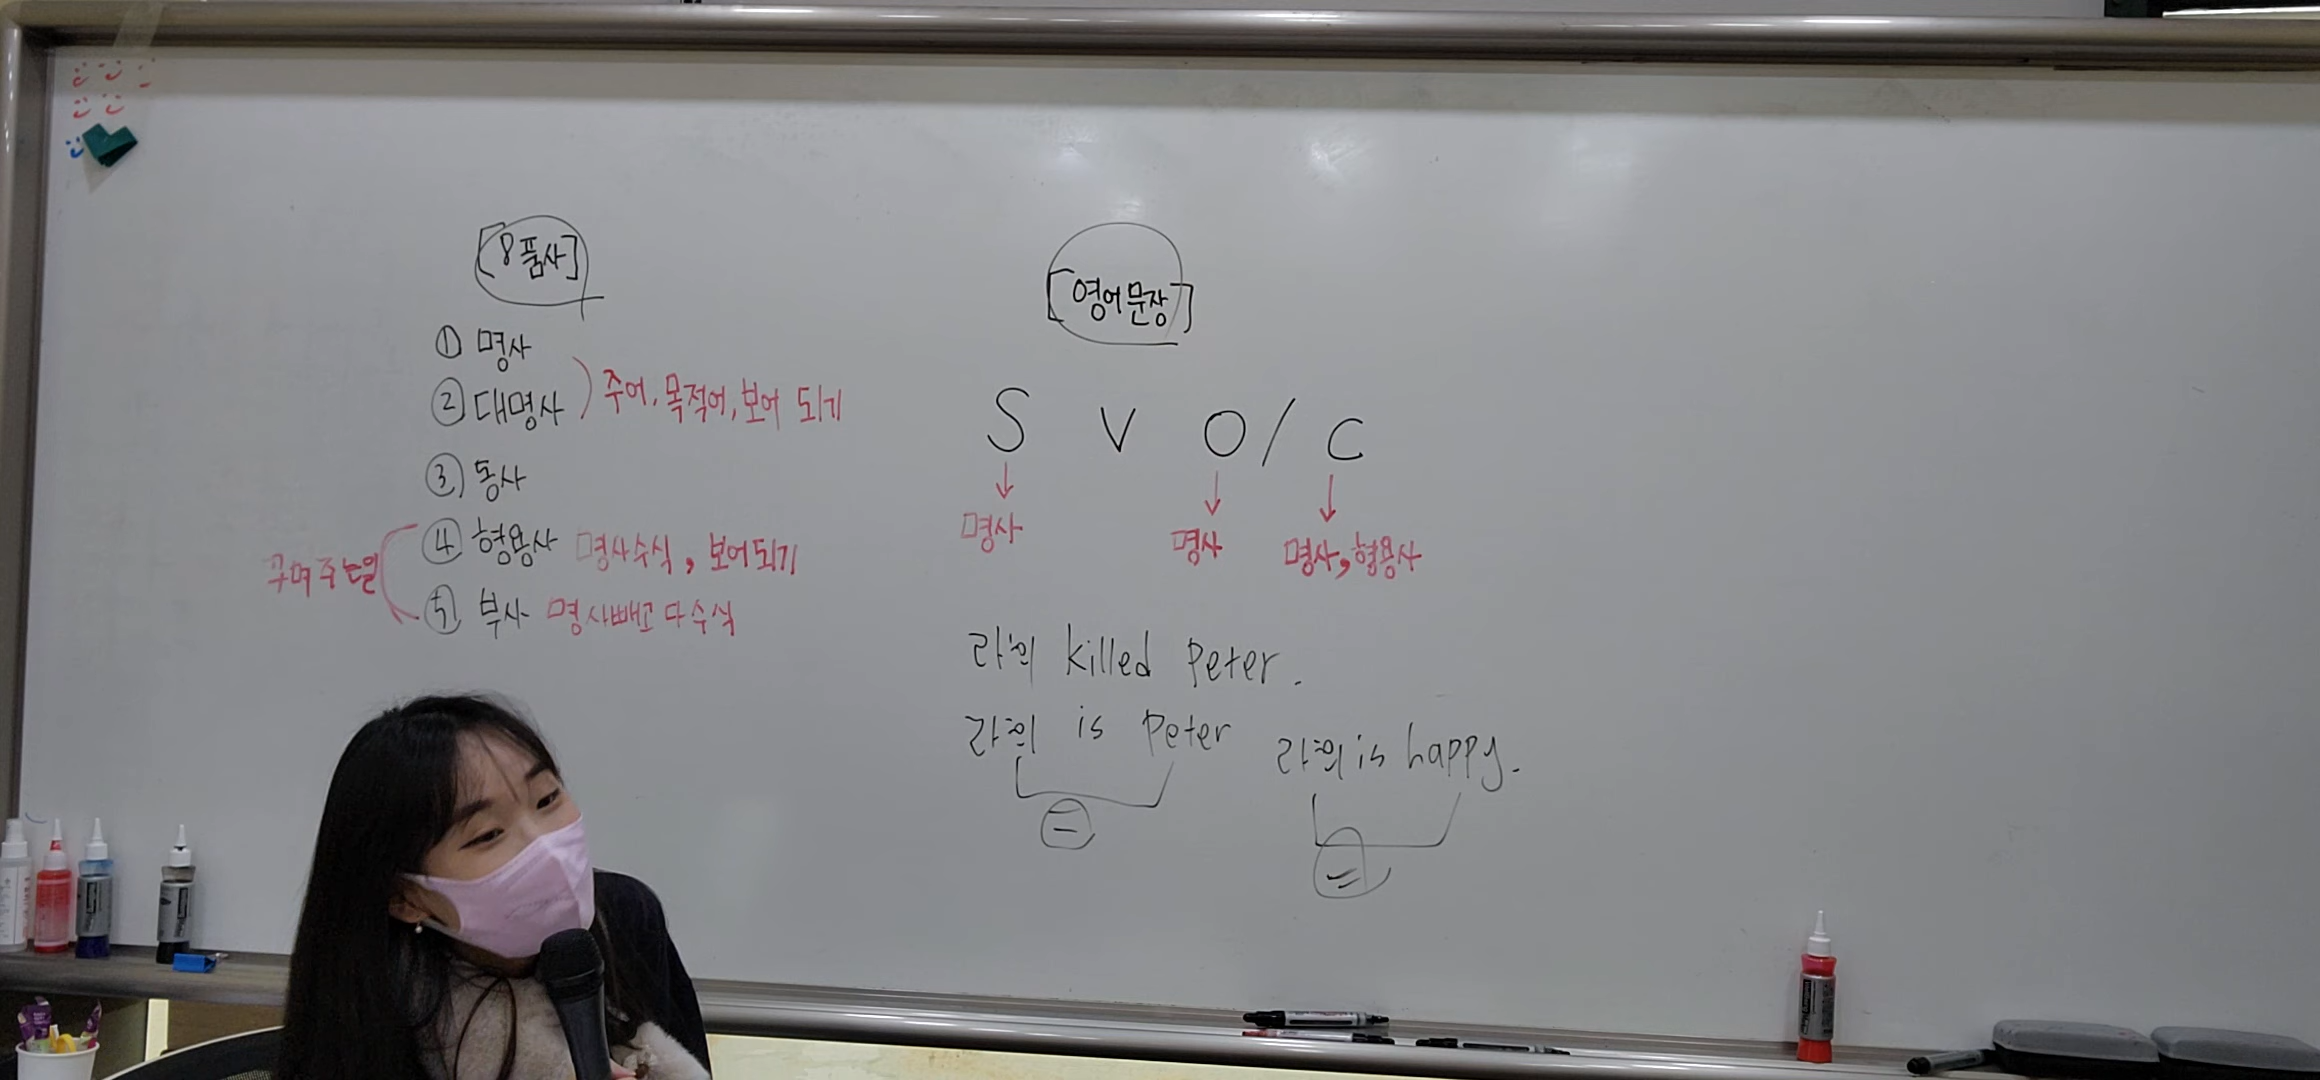 [8품사]
① 명사
② 대명사
주어, 목적어, 보어 되기
③ 동사
꾸며주는일
④ 형용사 명사수식, 보어되기
⑤ 부사 명사빼고 다 수식
[영어문장]
S V O / C
명사 명사 명사, 형용사
라희 killed Peter.
라희 is Peter
=
라희 is happy.
=